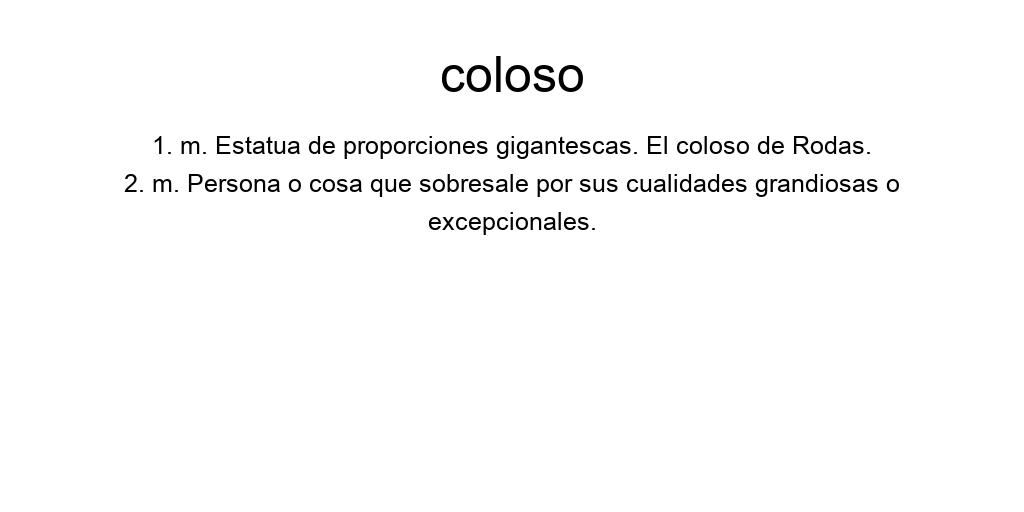 coloso
1. m. Estatua de proporciones gigantescas. El coloso de Rodas.
2. m. Persona o cosa que sobresale por sus cualidades grandiosas o
excepcionales.